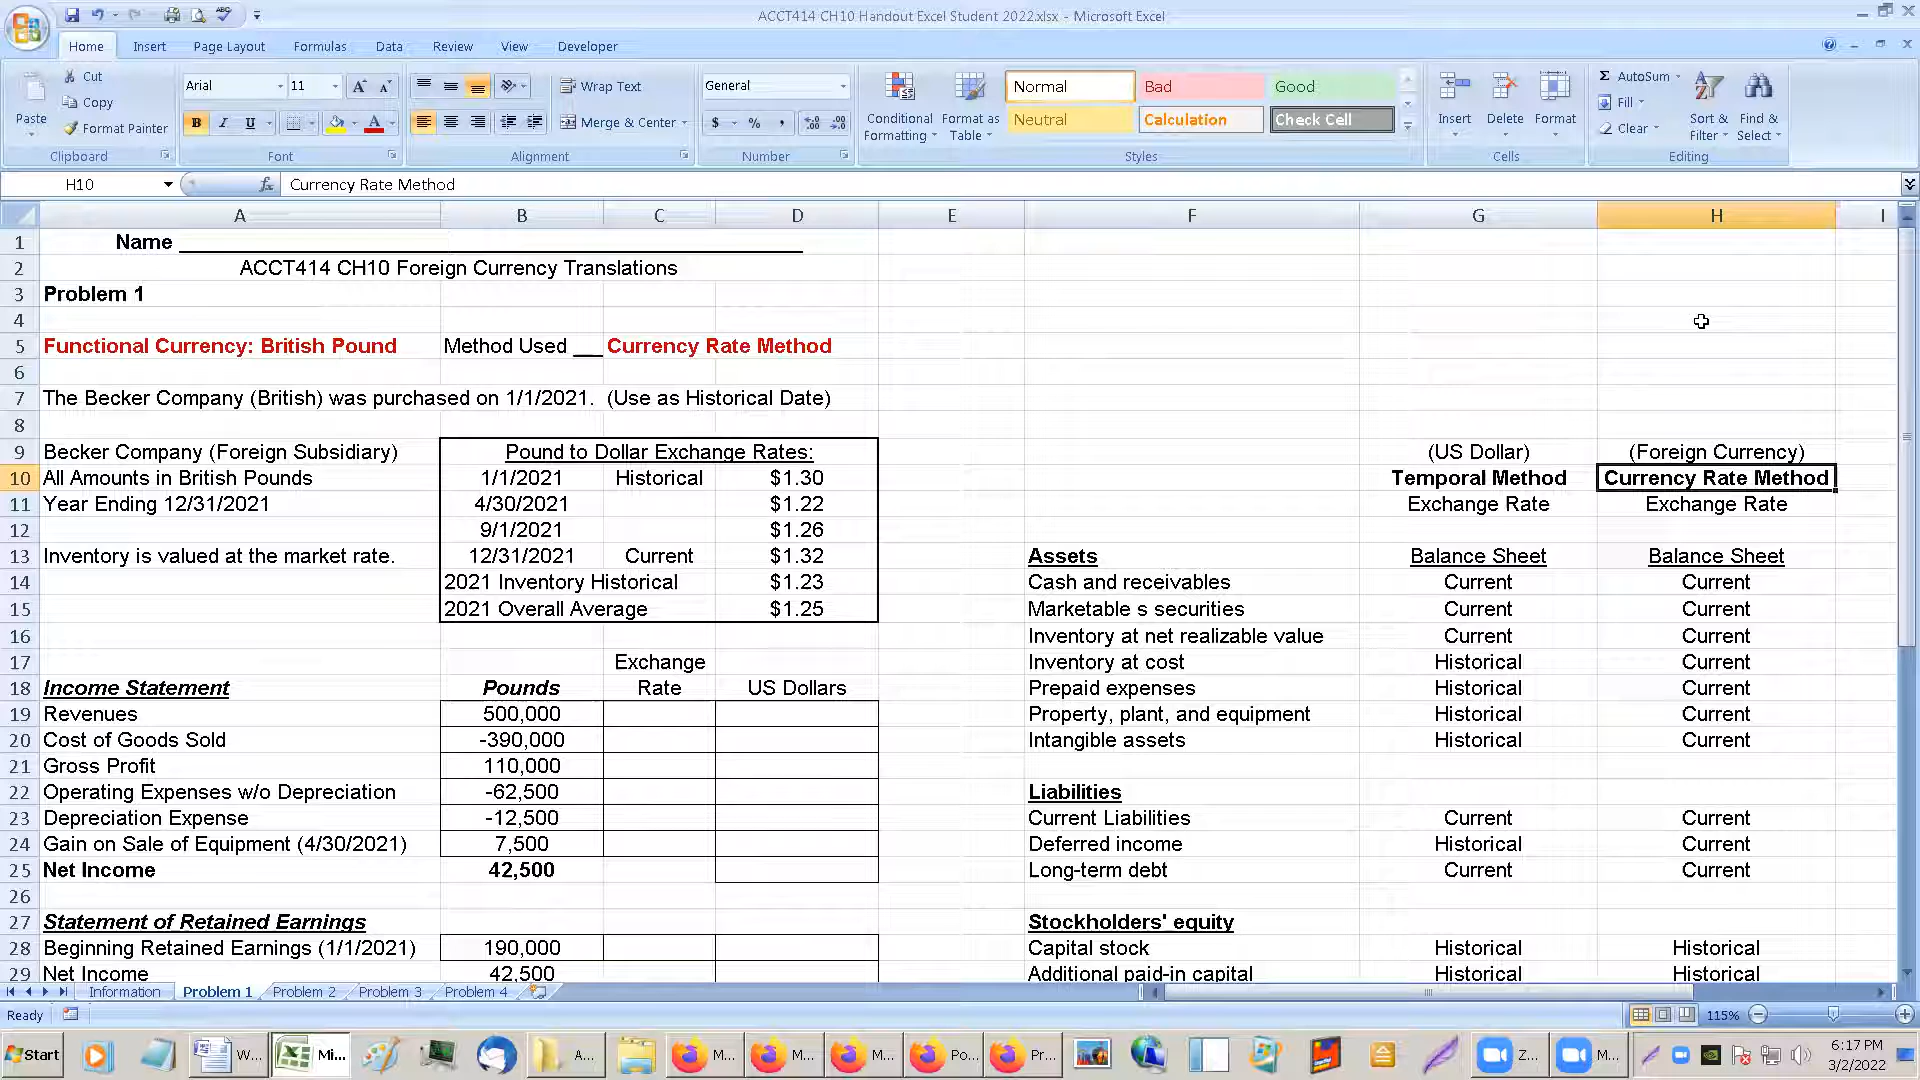 ACCT414 CH10 Handout Excel Student 2022.xlsx - Microsoft Excel
Home Insert Page Layout Formulas Data Review View Developer
Cut
Copy
Format Painter
Paste
Clipboard
Arial 11
B I U
Font
Wrap Text
Merge & Center
Alignment
General
$ % ,
Number
Conditional Formatting
Format as Table
Normal Bad Good
Neutral Calculation Check Cell
Styles
Insert Delete Format
Cells
Σ AutoSum
Fill
Clear
Sort & Filter
Find & Select
Editing
H10 fx Currency Rate Method
A B C D E F G H I
1 Name
2 ACCT414 CH10 Foreign Currency Translations
3 Problem 1
4
5 Functional Currency: British Pound Method Used ___ Currency Rate Method
6
7 The Becker Company (British) was purchased on 1/1/2021. (Use as Historical Date)
8
9 Becker Company (Foreign Subsidiary) Pound to Dollar Exchange Rates: (US Dollar) (Foreign Currency)
10 All Amounts in British Pounds 1/1/2021 Historical $1.30 Temporal Method Currency Rate Method
11 Year Ending 12/31/2021 4/30/2021 $1.22 Exchange Rate Exchange Rate
12 9/1/2021 $1.26
13 Inventory is valued at the market rate. 12/31/2021 Current $1.32 Assets Balance Sheet Balance Sheet
14 2021 Inventory Historical $1.23 Cash and receivables Current Current
15 2021 Overall Average $1.25 Marketable s securities Current Current
16 Inventory at net realizable value Current Current
17 Exchange Inventory at cost Historical Current
18 Income Statement Pounds Rate US Dollars Prepaid expenses Historical Current
19 Revenues 500,000 Property, plant, and equipment Historical Current
20 Cost of Goods Sold -390,000 Intangible assets Historical Current
21 Gross Profit 110,000
22 Operating Expenses w/o Depreciation -62,500 Liabilities
23 Depreciation Expense -12,500 Current Liabilities Current Current
24 Gain on Sale of Equipment (4/30/2021) 7,500 Deferred income Historical Current
25 Net Income 42,500 Long-term debt Current Current
26
27 Statement of Retained Earnings Stockholders' equity
28 Beginning Retained Earnings (1/1/2021) 190,000 Capital stock Historical Historical
29 Net Income 42,500 Additional paid-in capital Historical Historical
Information Problem 1 Problem 2 Problem 3 Problem 4
Ready 115%
Start W... Mi... A... M... M... M... Po... Pr... Z... M... 6:17 PM
3/2/2022